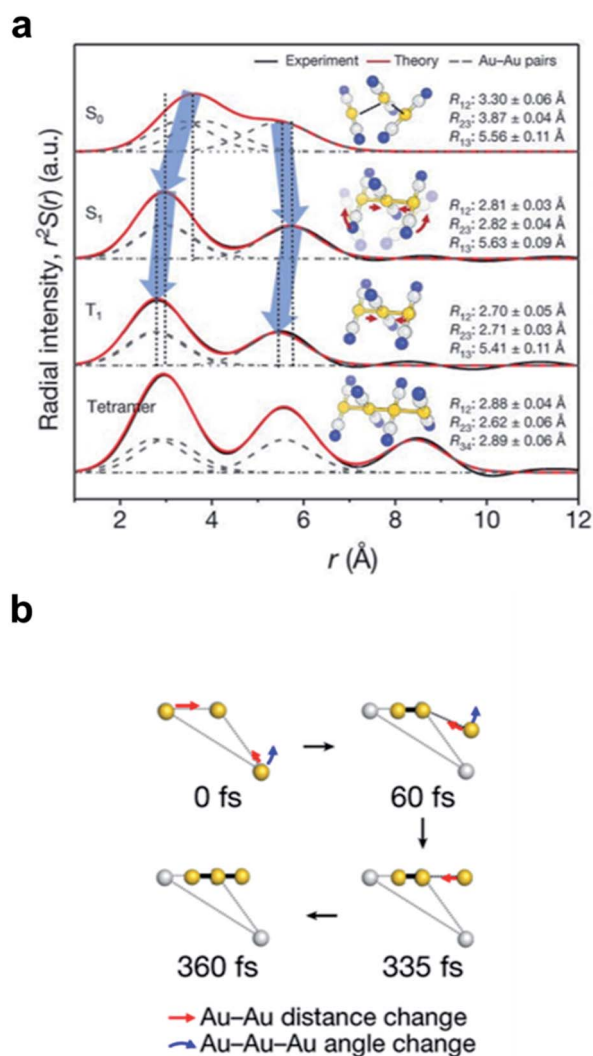 a
Experiment Theory Au–Au pairs
S0
R12: 3.30 ± 0.06 Å
R23: 3.87 ± 0.04 Å
R13: 5.56 ± 0.11 Å
S1
R12: 2.81 ± 0.03 Å
R23: 2.82 ± 0.04 Å
R13: 5.63 ± 0.09 Å
T1
R12: 2.70 ± 0.05 Å
R23: 2.71 ± 0.03 Å
R13: 5.41 ± 0.11 Å
Tetramer
R12: 2.88 ± 0.04 Å
R23: 2.62 ± 0.06 Å
R34: 2.89 ± 0.06 Å
Radial intensity, r²S(r) (a.u.)
2 4 6 8 10 12
r (Å)
b
0 fs 60 fs
360 fs 335 fs
Au–Au distance change
Au–Au–Au angle change